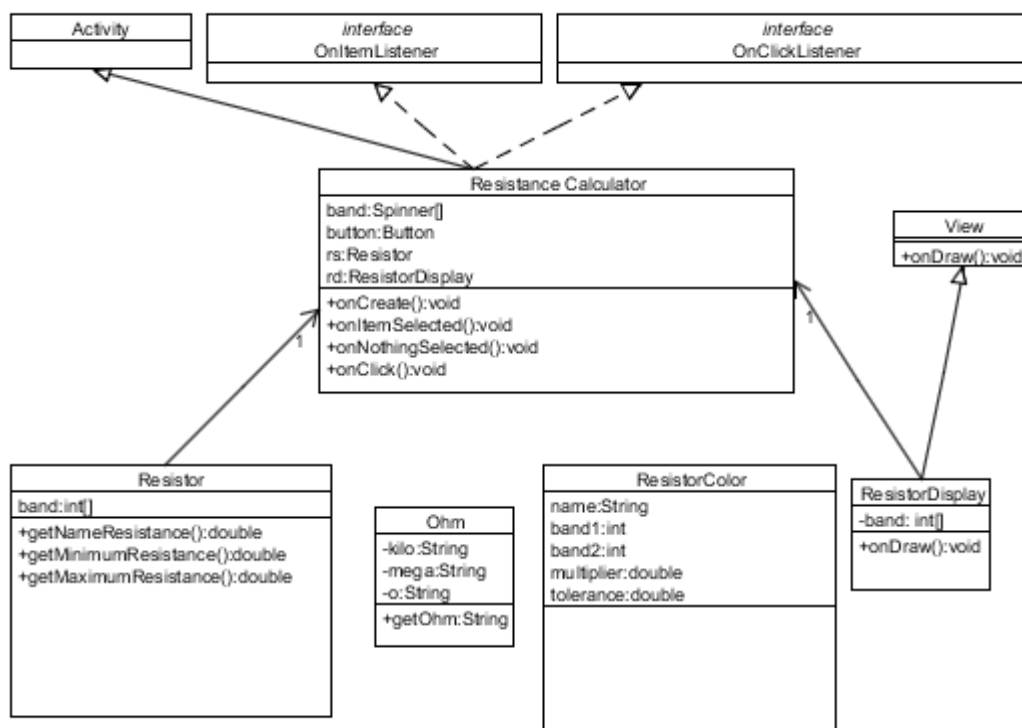 Activity
interface
OnItemListener
interface
OnClickListener
Resistance Calculator
band:Spinner[]
button:Button
rs:Resistor
rd:ResistorDisplay
+onCreate():void
+onItemSelected():void
+onNothingSelected():void
+onClick():void
View
+onDraw():void
1
1
Resistor
band:int[]
+getNameResistance():double
+getMinimumResistance():double
+getMaximumResistance():double
Ohm
-kilo:String
-mega:String
-o:String
+getOhm:String
ResistorColor
name:String
band1:int
band2:int
multiplier:double
tolerance:double
ResistorDisplay
-band: int[]
+onDraw():void